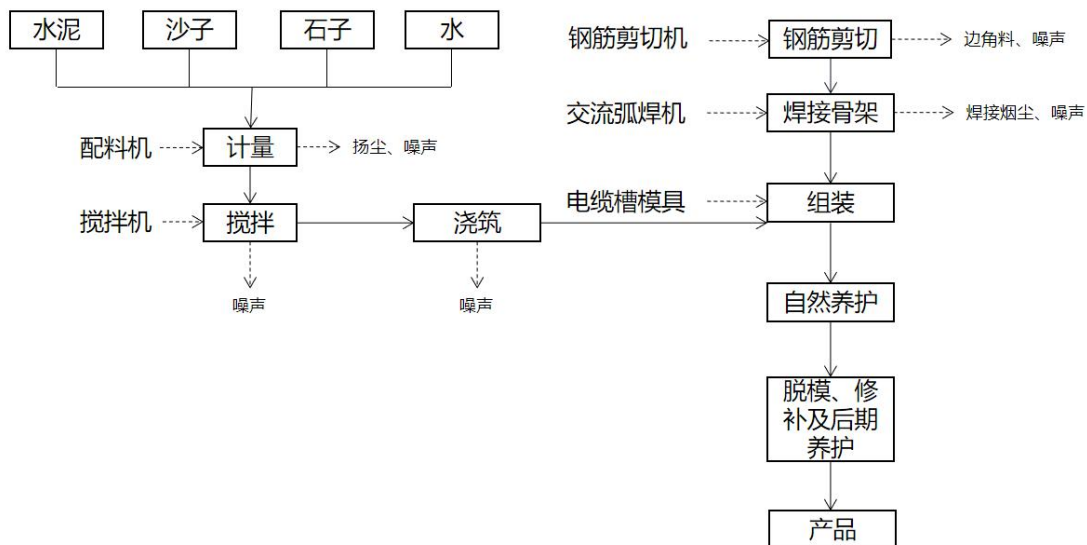 水泥
沙子
石子
水
配料机
计量
扬尘、噪声
搅拌机
搅拌
浇筑
噪声
噪声
钢筋剪切机
钢筋剪切
边角料、噪声
交流弧焊机
焊接骨架
焊接烟尘、噪声
电缆槽模具
组装
自然养护
脱模、修
补及后期
养护
产品